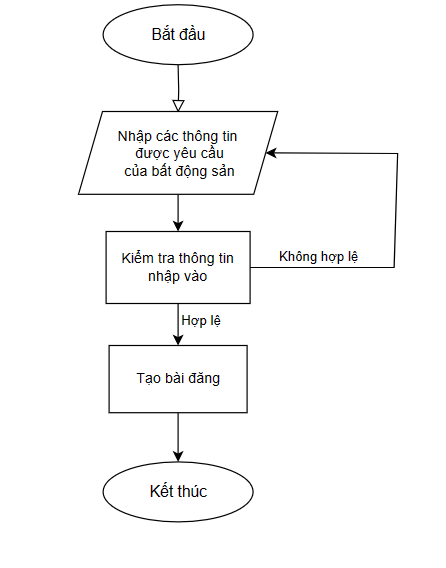 Bắt đầu
Nhập các thông tin
được yêu cầu
của bất động sản
Kiểm tra thông tin
nhập vào
Không hợp lệ
Hợp lệ
Tạo bài đăng
Kết thúc